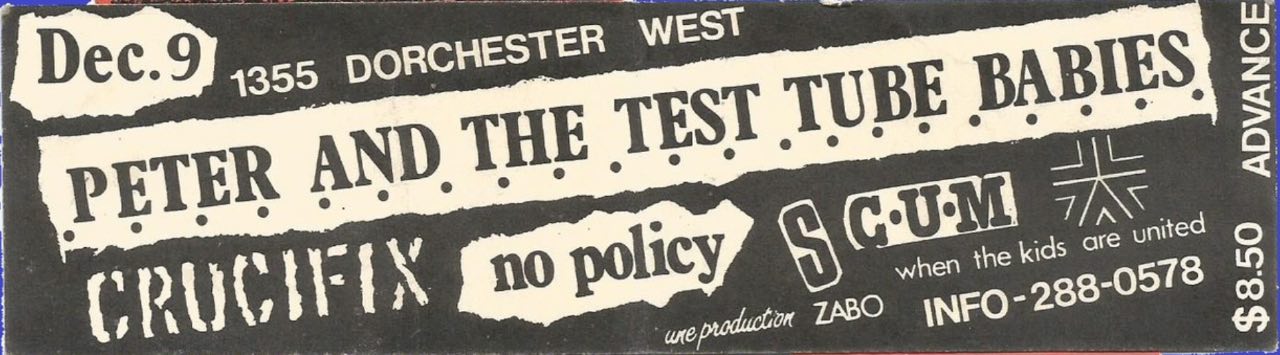 Dec. 9
1355 DORCHESTER WEST
PETER AND THE TEST TUBE BABIES
CRUCIFIX
no policy
S C·U·M
when the kids are united
une production ZABO
INFO-288-0578
$8.50 ADVANCE